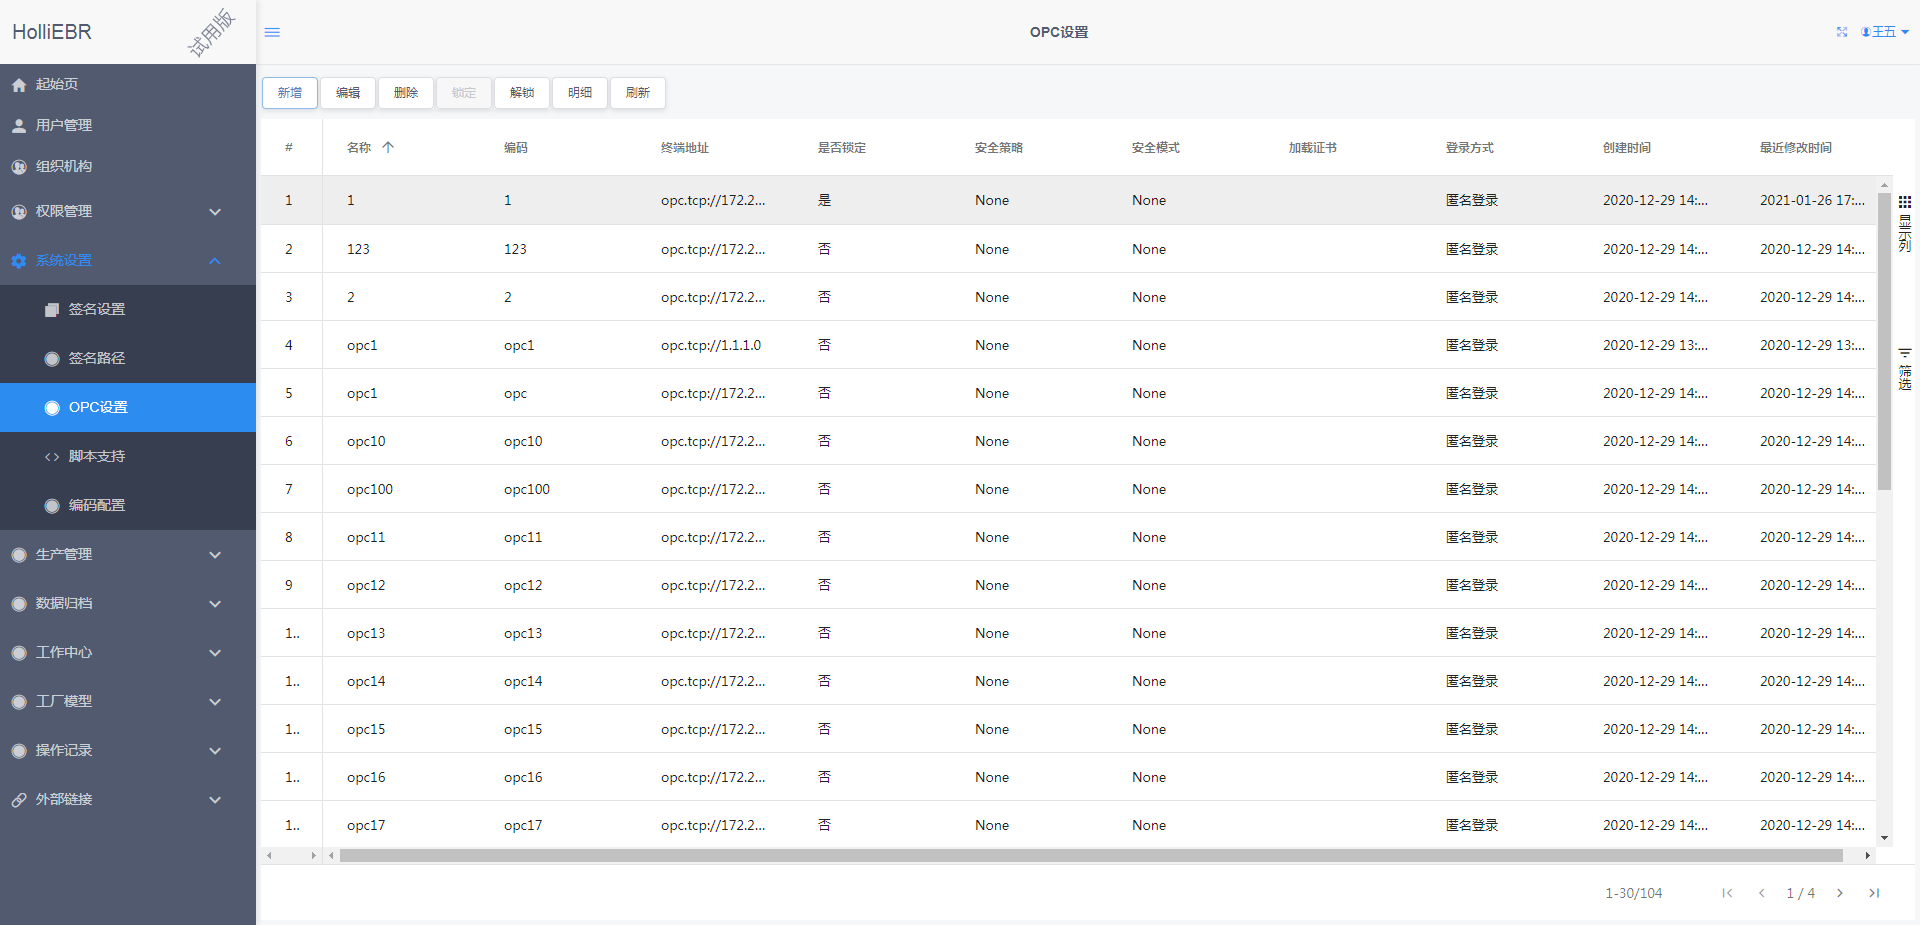 HolliEBR 试用版
OPC设置 王五
起始页
用户管理
组织机构
权限管理
系统设置
签名设置
签名路径
OPC设置
脚本支持
编码配置
生产管理
数据归档
工作中心
工厂模型
操作记录
外部链接
新增 编辑 删除 锁定 解锁 明细 刷新
# 名称 编码 终端地址 是否锁定 安全策略 安全模式 加载证书 登录方式 创建时间 最近修改时间
1 1 1 opc.tcp://172.2... 是 None None 匿名登录 2020-12-29 14:... 2021-01-26 17:...
2 123 123 opc.tcp://172.2... 否 None None 匿名登录 2020-12-29 14:... 2020-12-29 14:...
3 2 2 opc.tcp://172.2... 否 None None 匿名登录 2020-12-29 14:... 2020-12-29 14:...
4 opc1 opc1 opc.tcp://1.1.1.0 否 None None 匿名登录 2020-12-29 13:... 2020-12-29 13:...
5 opc1 opc opc.tcp://172.2... 否 None None 匿名登录 2020-12-29 14:... 2020-12-29 14:...
6 opc10 opc10 opc.tcp://172.2... 否 None None 匿名登录 2020-12-29 14:... 2020-12-29 14:...
7 opc100 opc100 opc.tcp://172.2... 否 None None 匿名登录 2020-12-29 14:... 2020-12-29 14:...
8 opc11 opc11 opc.tcp://172.2... 否 None None 匿名登录 2020-12-29 14:... 2020-12-29 14:...
9 opc12 opc12 opc.tcp://172.2... 否 None None 匿名登录 2020-12-29 14:... 2020-12-29 14:...
1.. opc13 opc13 opc.tcp://172.2... 否 None None 匿名登录 2020-12-29 14:... 2020-12-29 14:...
1.. opc14 opc14 opc.tcp://172.2... 否 None None 匿名登录 2020-12-29 14:... 2020-12-29 14:...
1.. opc15 opc15 opc.tcp://172.2... 否 None None 匿名登录 2020-12-29 14:... 2020-12-29 14:...
1.. opc16 opc16 opc.tcp://172.2... 否 None None 匿名登录 2020-12-29 14:... 2020-12-29 14:...
1.. opc17 opc17 opc.tcp://172.2... 否 None None 匿名登录 2020-12-29 14:... 2020-12-29 14:...
显示列
筛选
1-30/104 1 / 4